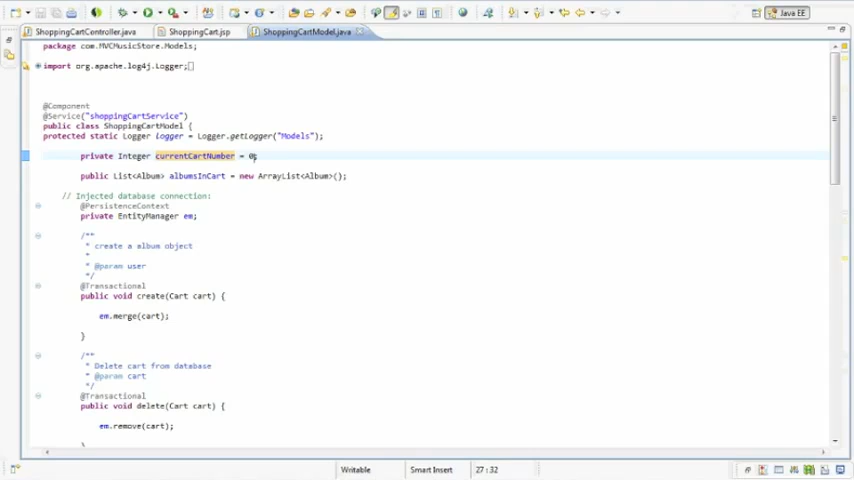 Java EE
ShoppingCartController.java ShoppingCart.jsp ShoppingCartModel.java
package com.MVCMusicStore.Models;
import org.apache.log4j.Logger;
@Component
@Service("shoppingCartService")
public class ShoppingCartModel {
protected static Logger logger = Logger.getLogger("Models");
private Integer currentCartNumber = 0;
public List<Album> albumsInCart = new ArrayList<Album>();
// Injected database connection:
@PersistenceContext
private EntityManager em;
/**
* create a album object
*
* @param user
*/
@Transactional
public void create(Cart cart) {
em.merge(cart);
}
/**
* Delete cart from database
* @param cart
*/
@Transactional
public void delete(Cart cart) {
em.remove(cart);
}
Writable Smart Insert 27:32